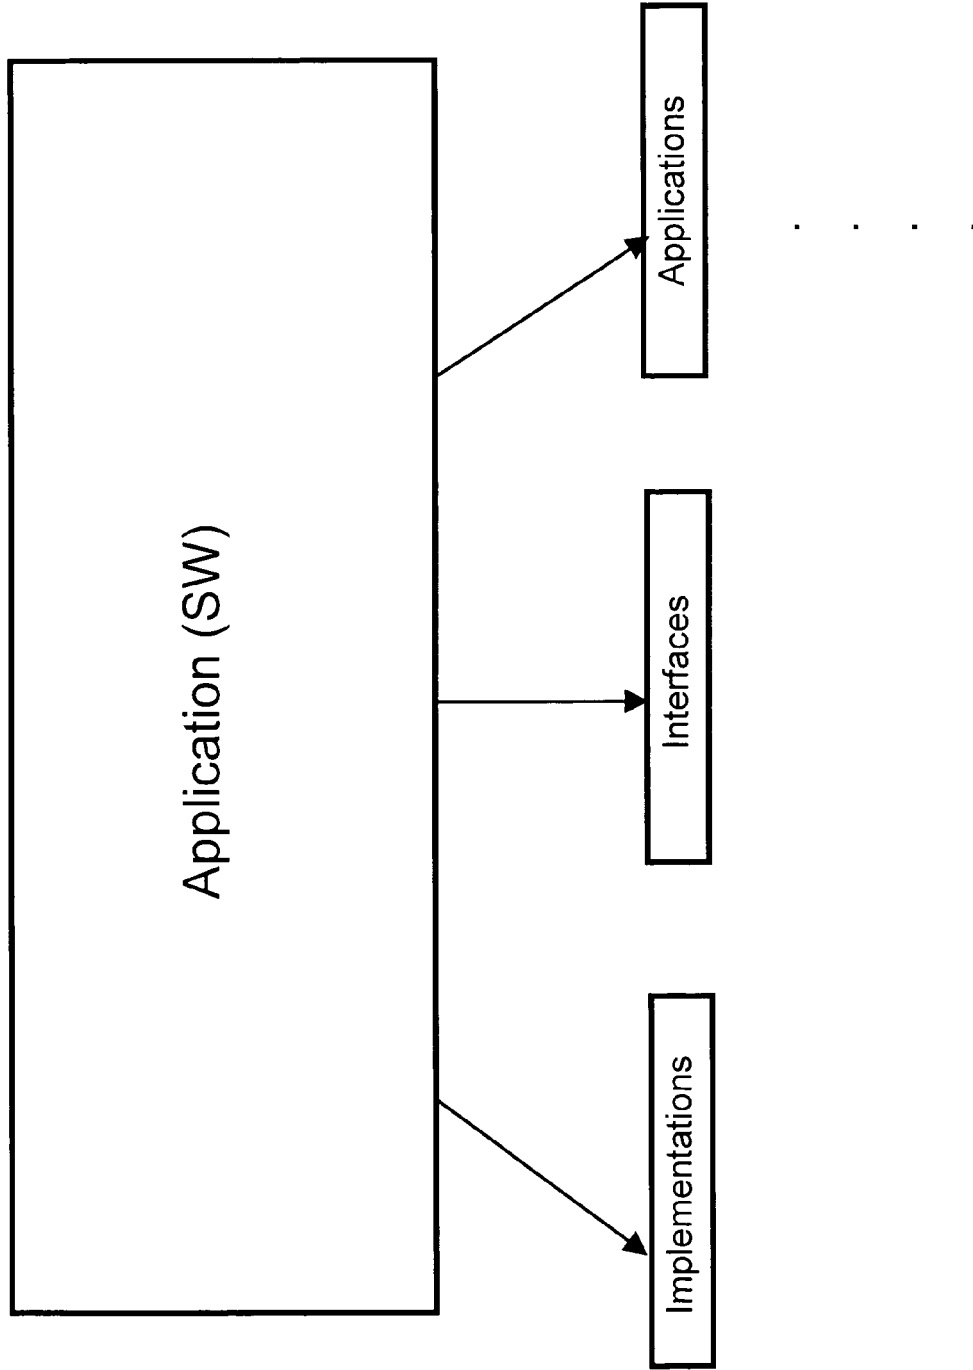 Application (SW)
Implementations
Interfaces
Applications
. . . .